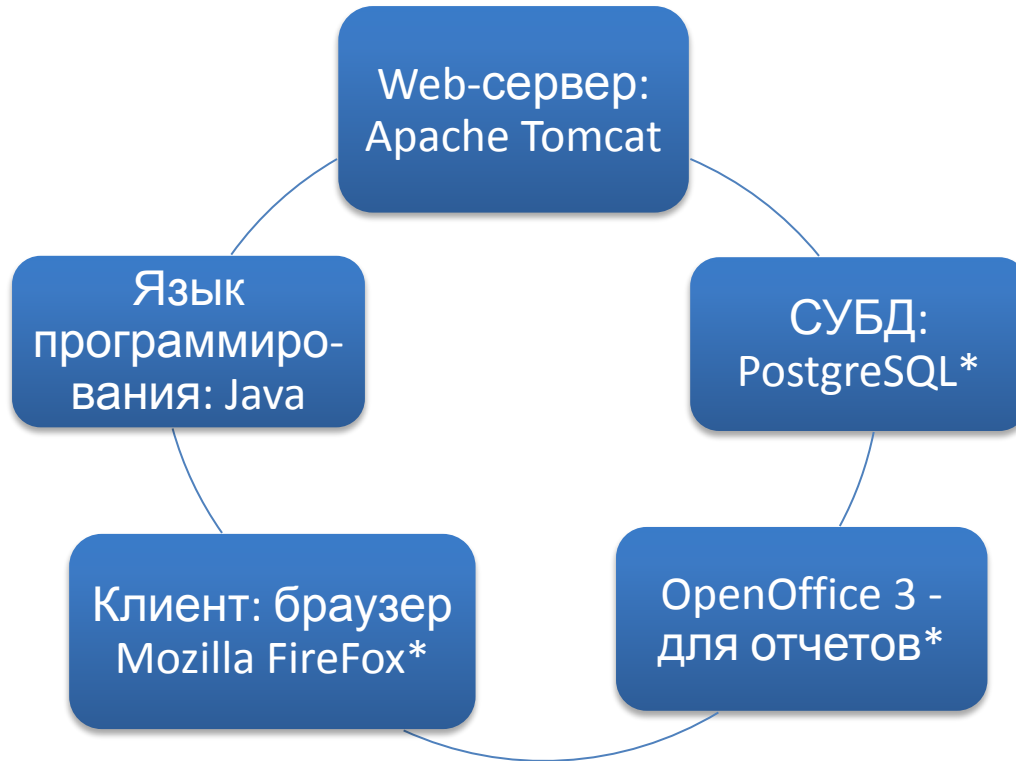 Web-сервер:
Apache Tomcat
СУБД:
PostgreSQL*
OpenOffice 3 -
для отчетов*
Клиент: браузер
Mozilla FireFox*
Язык
программиро-
вания: Java